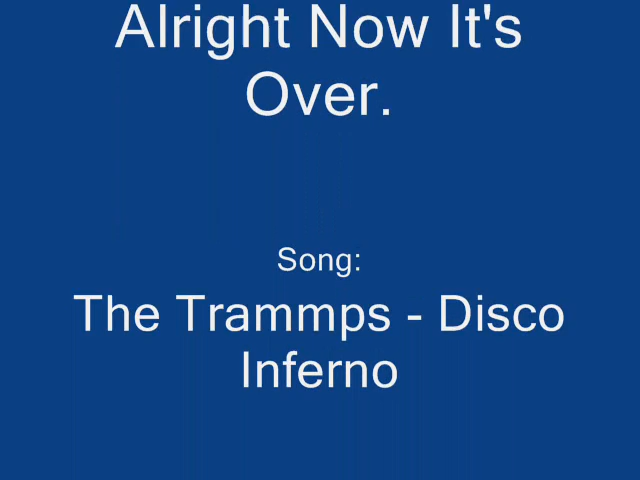 Alright Now It's
Over.
Song:
The Trammps - Disco
Inferno